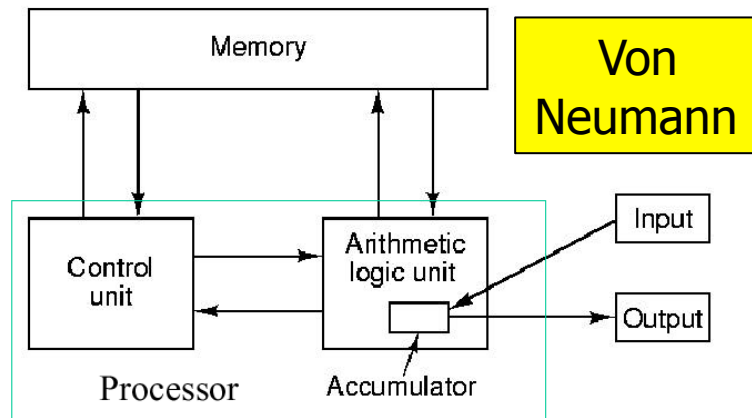 Memory
Von
Neumann
Control
unit
Arithmetic
logic unit
Input
Output
Processor
Accumulator